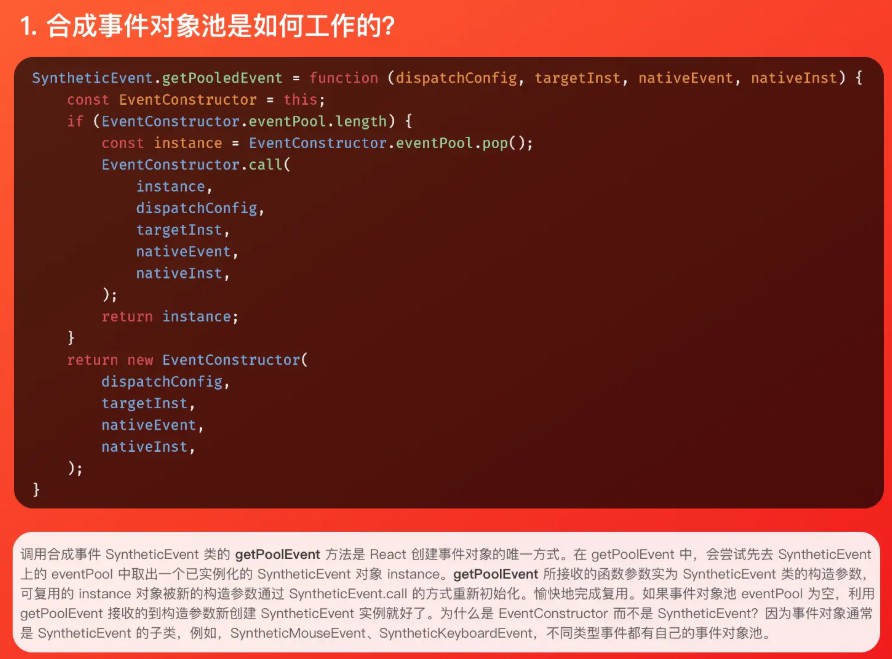 1. 合成事件对象池是如何工作的?
SyntheticEvent.getPooledEvent = function (dispatchConfig, targetInst, nativeEvent, nativeInst) {
    const EventConstructor = this;
    if (EventConstructor.eventPool.length) {
        const instance = EventConstructor.eventPool.pop();
        EventConstructor.call(
            instance,
            dispatchConfig,
            targetInst,
            nativeEvent,
            nativeInst,
        );
        return instance;
    }
    return new EventConstructor(
        dispatchConfig,
        targetInst,
        nativeEvent,
        nativeInst,
    );
}
调用合成事件 SyntheticEvent 类的 getPoolEvent 方法是 React 创建事件对象的唯一方式。在 getPoolEvent 中，会尝试先去 SyntheticEvent
上的 eventPool 中取出一个已实例化的 SyntheticEvent 对象 instance。getPoolEvent 所接收的函数参数实为 SyntheticEvent 类的构造参数，
可复用的 instance 对象被新的构造参数通过 SyntheticEvent.call 的方式重新初始化。愉快地完成复用。如果事件对象池 eventPool 为空，利用
getPoolEvent 接收的到构造参数新创建 SyntheticEvent 实例就好了。为什么是 EventConstructor 而不是 SyntheticEvent？因为事件对象通常
是 SyntheticEvent 的子类，例如，SyntheticMouseEvent、SyntheticKeyboardEvent，不同类型事件都有自己的事件对象池。